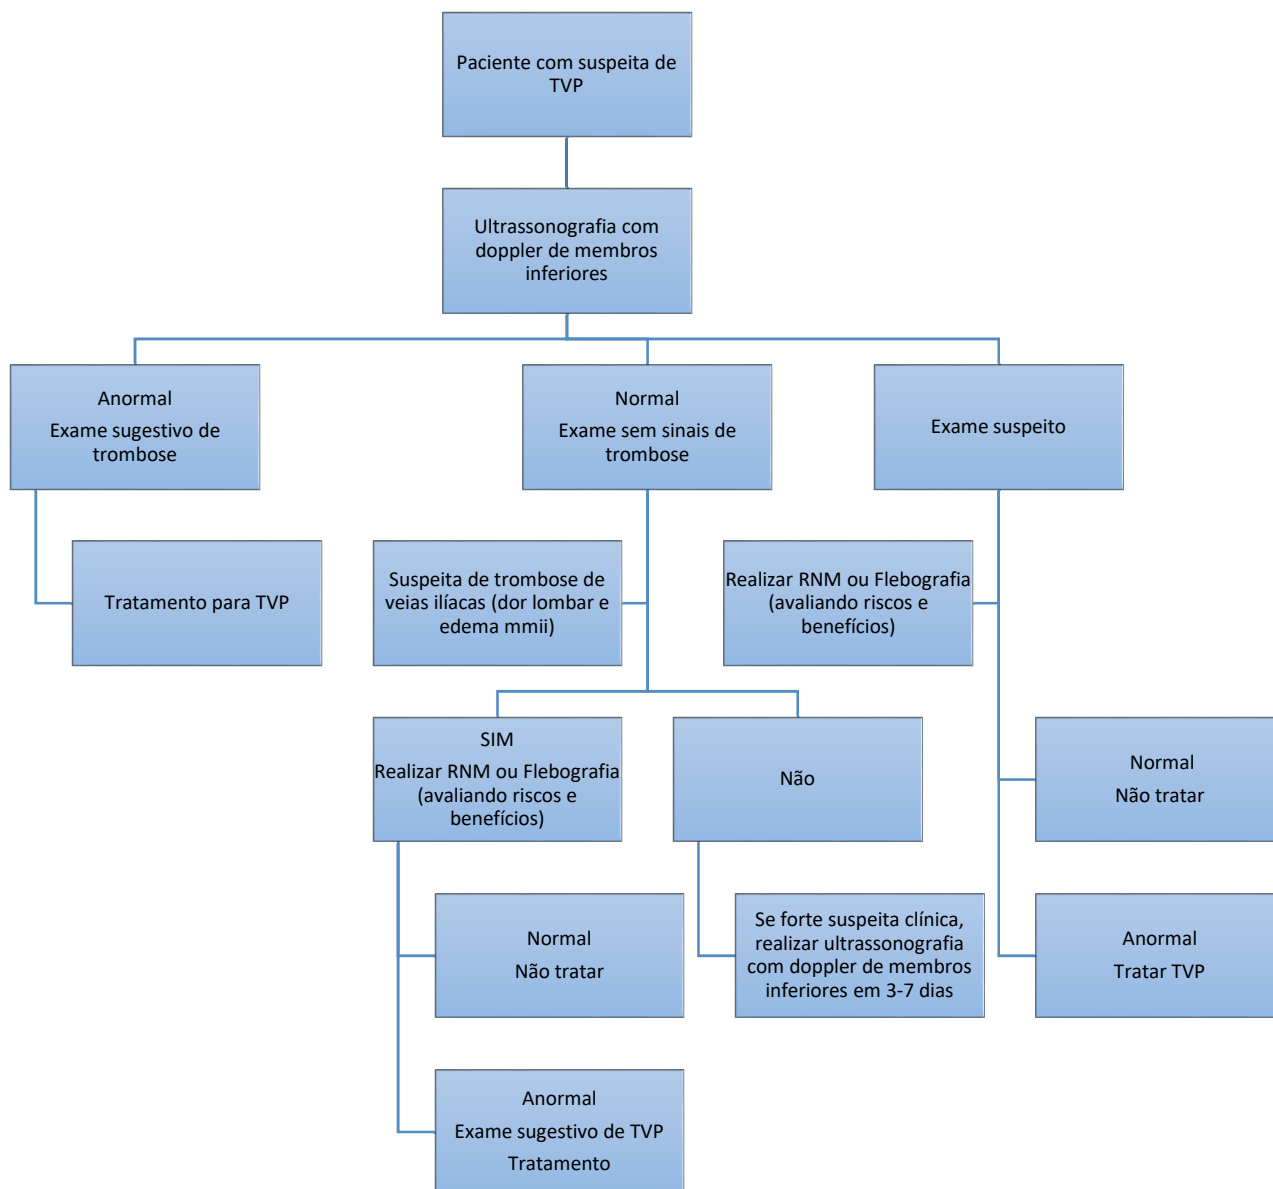 Paciente com suspeita de
TVP
Ultrassonografia com
doppler de membros
inferiores
Anormal
Exame sugestivo de
trombose
Normal
Exame sem sinais de
trombose
Exame suspeito
Tratamento para TVP
Suspeita de trombose de
veias ilíacas (dor lombar e
edema mmii)
Realizar RNM ou Flebografia
(avaliando riscos e
benefícios)
SIM
Realizar RNM ou Flebografia
(avaliando riscos e
benefícios)
Não
Normal
Não tratar
Normal
Não tratar
Se forte suspeita clínica,
realizar ultrassonografia
com doppler de membros
inferiores em 3-7 dias
Anormal
Tratar TVP
Anormal
Exame sugestivo de TVP
Tratamento